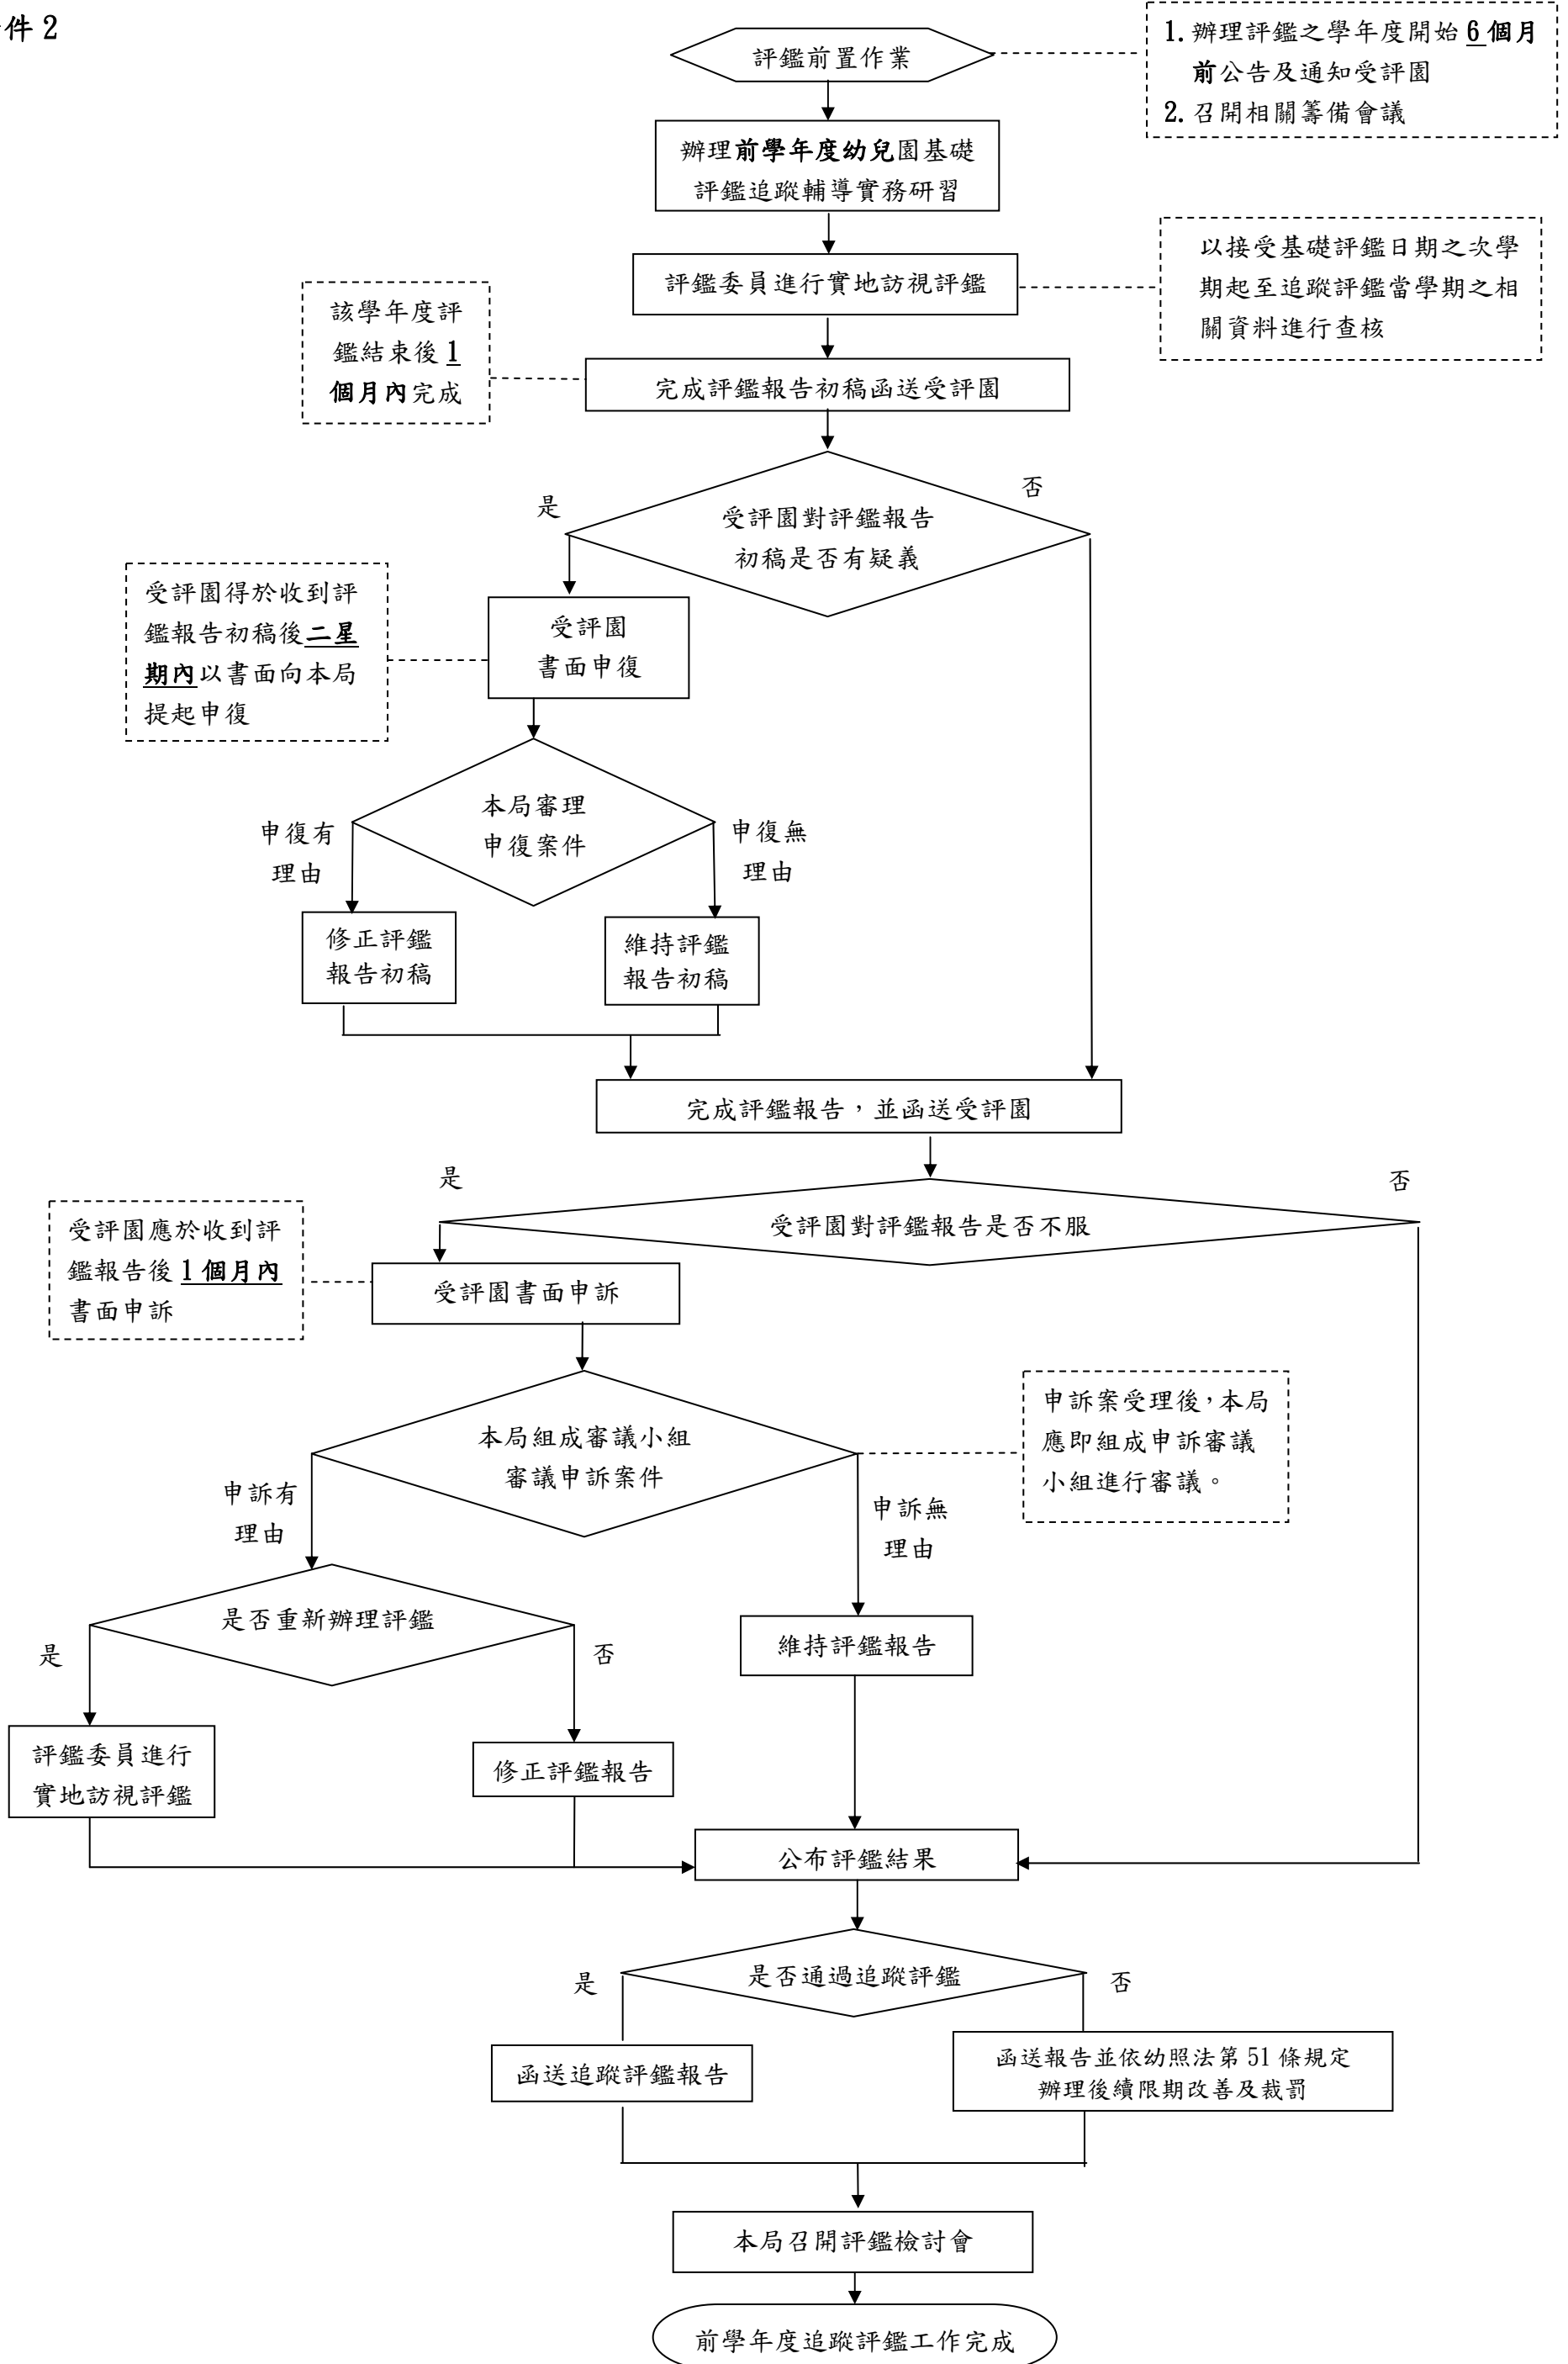 件 2
評鑑前置作業
1. 辦理評鑑之學年度開始 6 個月
前公告及通知受評園
2. 召開相關籌備會議
辦理前學年度幼兒園基礎
評鑑追蹤輔導實務研習
評鑑委員進行實地訪視評鑑
以接受基礎評鑑日期之次學
期起至追蹤評鑑當學期之相
關資料進行查核
該學年度評
鑑結束後 1
個月內完成
完成評鑑報告初稿函送受評園
受評園對評鑑報告
初稿是否有疑義
是
否
受評園得於收到評
鑑報告初稿後二星
期內以書面向本局
提起申復
受評園
書面申復
本局審理
申復案件
申復有
理由
申復無
理由
修正評鑑
報告初稿
維持評鑑
報告初稿
完成評鑑報告，並函送受評園
是
否
受評園對評鑑報告是否不服
受評園應於收到評
鑑報告後 1 個月內
書面申訴
受評園書面申訴
本局組成審議小組
審議申訴案件
申訴案受理後，本局
應即組成申訴審議
小組進行審議。
申訴有
理由
申訴無
理由
是否重新辦理評鑑
是
否
維持評鑑報告
評鑑委員進行
實地訪視評鑑
修正評鑑報告
公布評鑑結果
是否通過追蹤評鑑
是
否
函送追蹤評鑑報告
函送報告並依幼照法第 51 條規定
辦理後續限期改善及裁罰
本局召開評鑑檢討會
前學年度追蹤評鑑工作完成